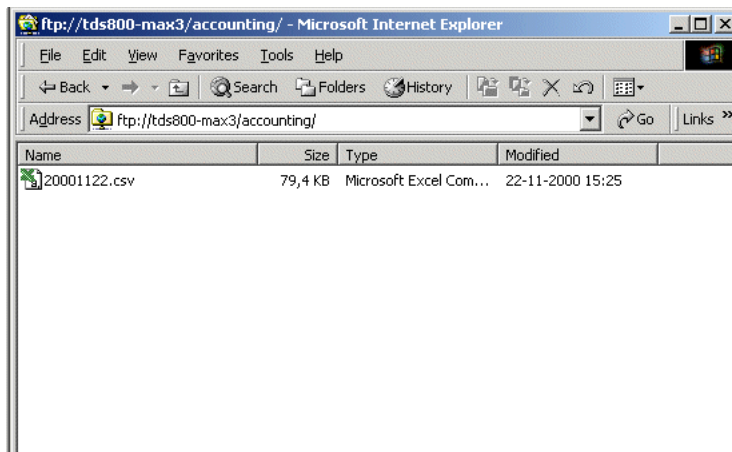 ftp://tds800-max3/accounting/ - Microsoft Internet Explorer
File Edit View Favorites Tools Help
Back Search Folders History
Address ftp://tds800-max3/accounting/ Go Links »
Name Size Type Modified
20001122.csv 79,4 KB Microsoft Excel Com... 22-11-2000 15:25